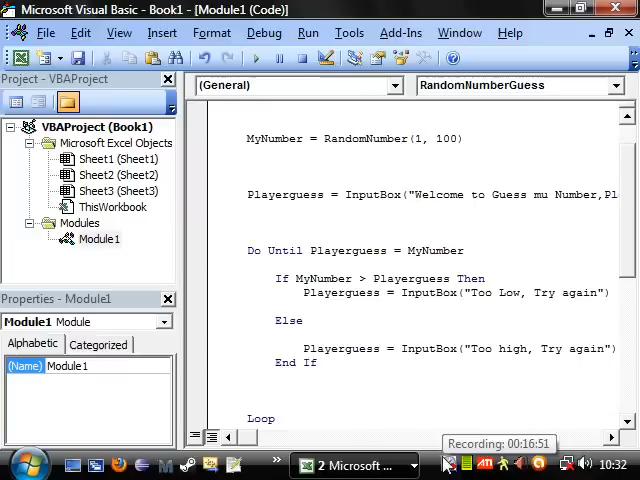 Microsoft Visual Basic - Book1 - [Module1 (Code)]
File Edit View Insert Format Debug Run Tools Add-Ins Window Help
Project - VBAProject
(General)
RandomNumberGuess
VBAProject (Book1)
Microsoft Excel Objects
Sheet1 (Sheet1)
Sheet2 (Sheet2)
Sheet3 (Sheet3)
ThisWorkbook
Modules
Module1
Properties - Module1
Module1 Module
Alphabetic Categorized
(Name) Module1
MyNumber = RandomNumber(1, 100)
Playerguess = InputBox("Welcome to Guess mu Number,Pl
Do Until Playerguess = MyNumber
If MyNumber > Playerguess Then
Playerguess = InputBox("Too Low, Try again")
Else
Playerguess = InputBox("Too high, Try again")
End If
Loop
Recording: 00:16:51
2 Microsoft ...
ATI
10:32